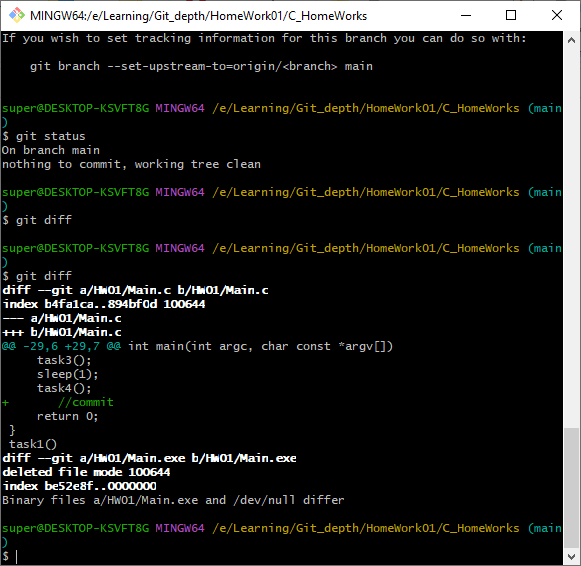 MINGW64:/e/Learning/Git_depth/HomeWork01/C_HomeWorks
If you wish to set tracking information for this branch you can do so with:
    git branch --set-upstream-to=origin/<branch> main
super@DESKTOP-KSVFT8G MINGW64 /e/Learning/Git_depth/HomeWork01/C_HomeWorks (main
)
$ git status
On branch main
nothing to commit, working tree clean
super@DESKTOP-KSVFT8G MINGW64 /e/Learning/Git_depth/HomeWork01/C_HomeWorks (main
)
$ git diff
super@DESKTOP-KSVFT8G MINGW64 /e/Learning/Git_depth/HomeWork01/C_HomeWorks (main
)
$ git diff
diff --git a/HW01/Main.c b/HW01/Main.c
index b4fa1ca..894bf0d 100644
--- a/HW01/Main.c
+++ b/HW01/Main.c
@@ -29,6 +29,7 @@ int main(int argc, char const *argv[])
     task3();
     sleep(1);
     task4();
+       //commit
     return 0;
 }
 task1()
diff --git a/HW01/Main.exe b/HW01/Main.exe
deleted file mode 100644
index be52e8f..0000000
Binary files a/HW01/Main.exe and /dev/null differ
super@DESKTOP-KSVFT8G MINGW64 /e/Learning/Git_depth/HomeWork01/C_HomeWorks (main
)
$